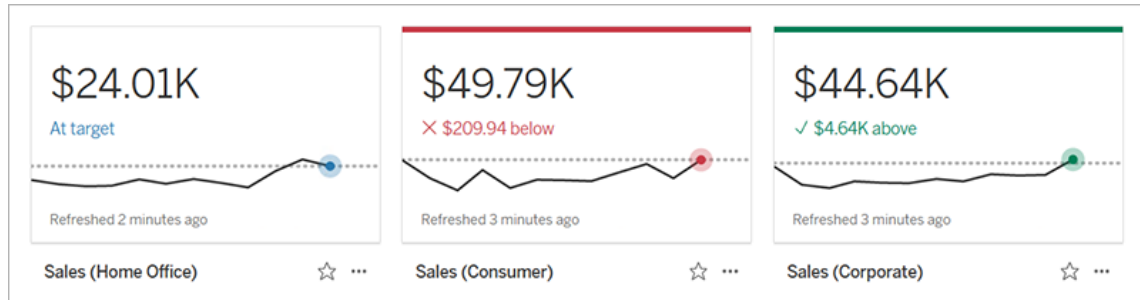 $24.01K
At target
Refreshed 2 minutes ago
Sales (Home Office)
$49.79K
× $209.94 below
Refreshed 3 minutes ago
Sales (Consumer)
$44.64K
✓ $4.64K above
Refreshed 3 minutes ago
Sales (Corporate)